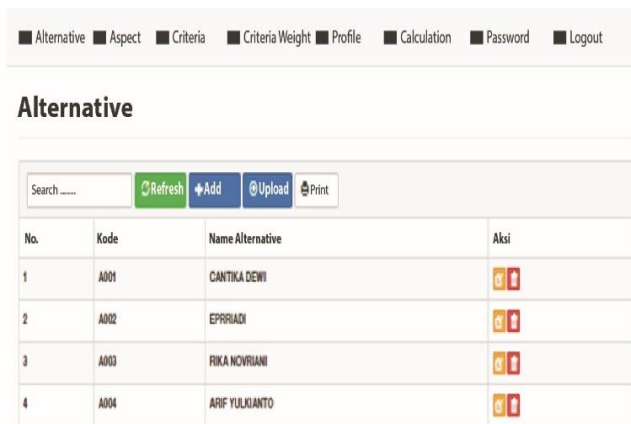 Alternative Aspect Criteria Criteria Weight Profile Calculation Password Logout
Alternative
Search ....... Refresh +Add Upload Print
No. Kode Name Alternative Aksi
1 A001 CANTIKA DEWI
2 A002 EPRRIADI
3 A003 RIKA NOVRIANI
4 A004 ARIF YULKIANTO